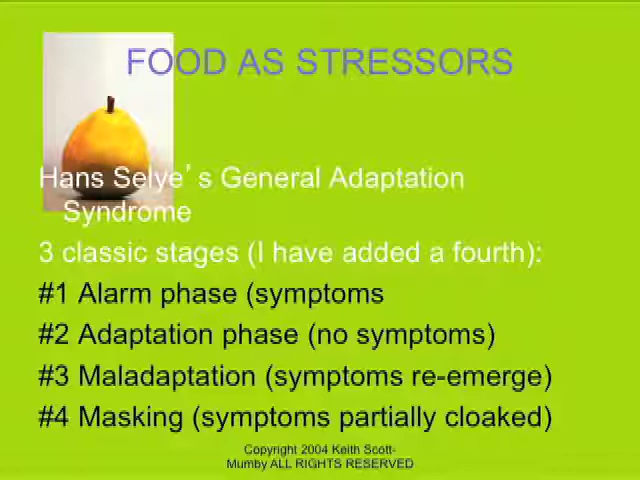 FOOD AS STRESSORS
Hans Selye’s General Adaptation
Syndrome
3 classic stages (I have added a fourth):
#1 Alarm phase (symptoms
#2 Adaptation phase (no symptoms)
#3 Maladaptation (symptoms re-emerge)
#4 Masking (symptoms partially cloaked)
Copyright 2004 Keith Scott-
Mumby ALL RIGHTS RESERVED